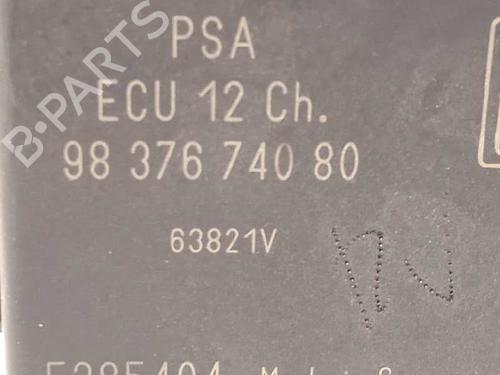 B-PARTS
PSA
ECU 12 Ch.
98 376 740 80
63821V